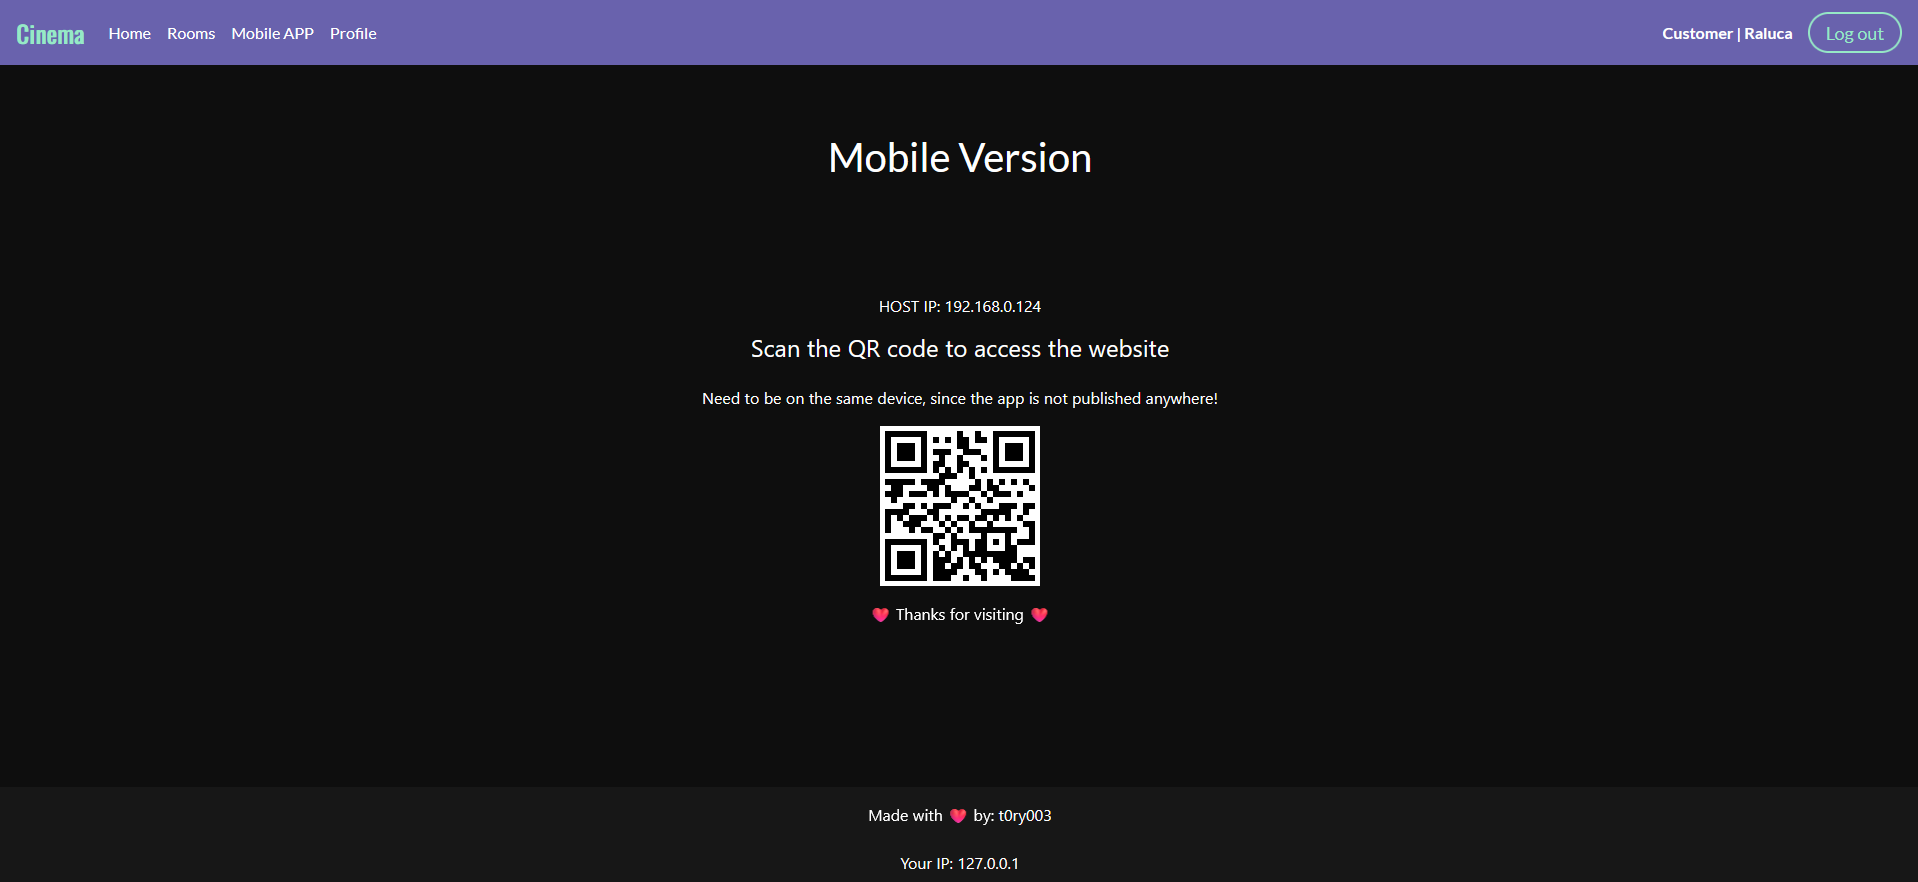 Cinema Home Rooms Mobile APP Profile Customer | Raluca Log out
Mobile Version
HOST IP: 192.168.0.124
Scan the QR code to access the website
Need to be on the same device, since the app is not published anywhere!
❤ Thanks for visiting ❤
Made with ❤ by: t0ry003
Your IP: 127.0.0.1